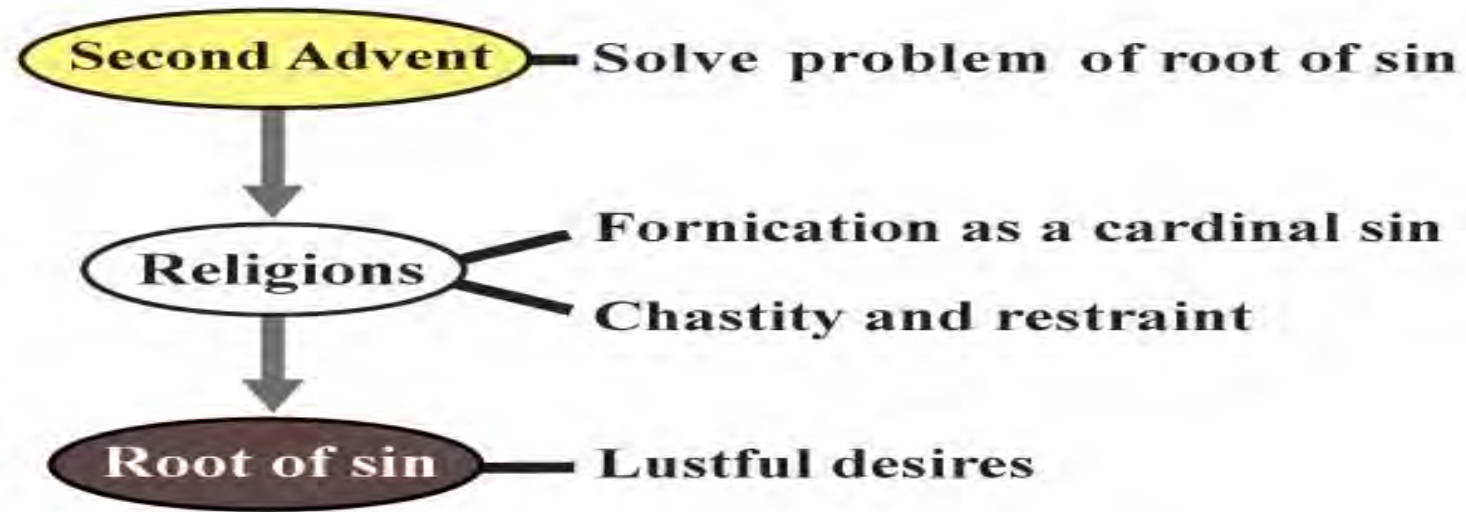 Second Advent
Solve problem of root of sin
Religions
Fornication as a cardinal sin
Chastity and restraint
Root of sin
Lustful desires